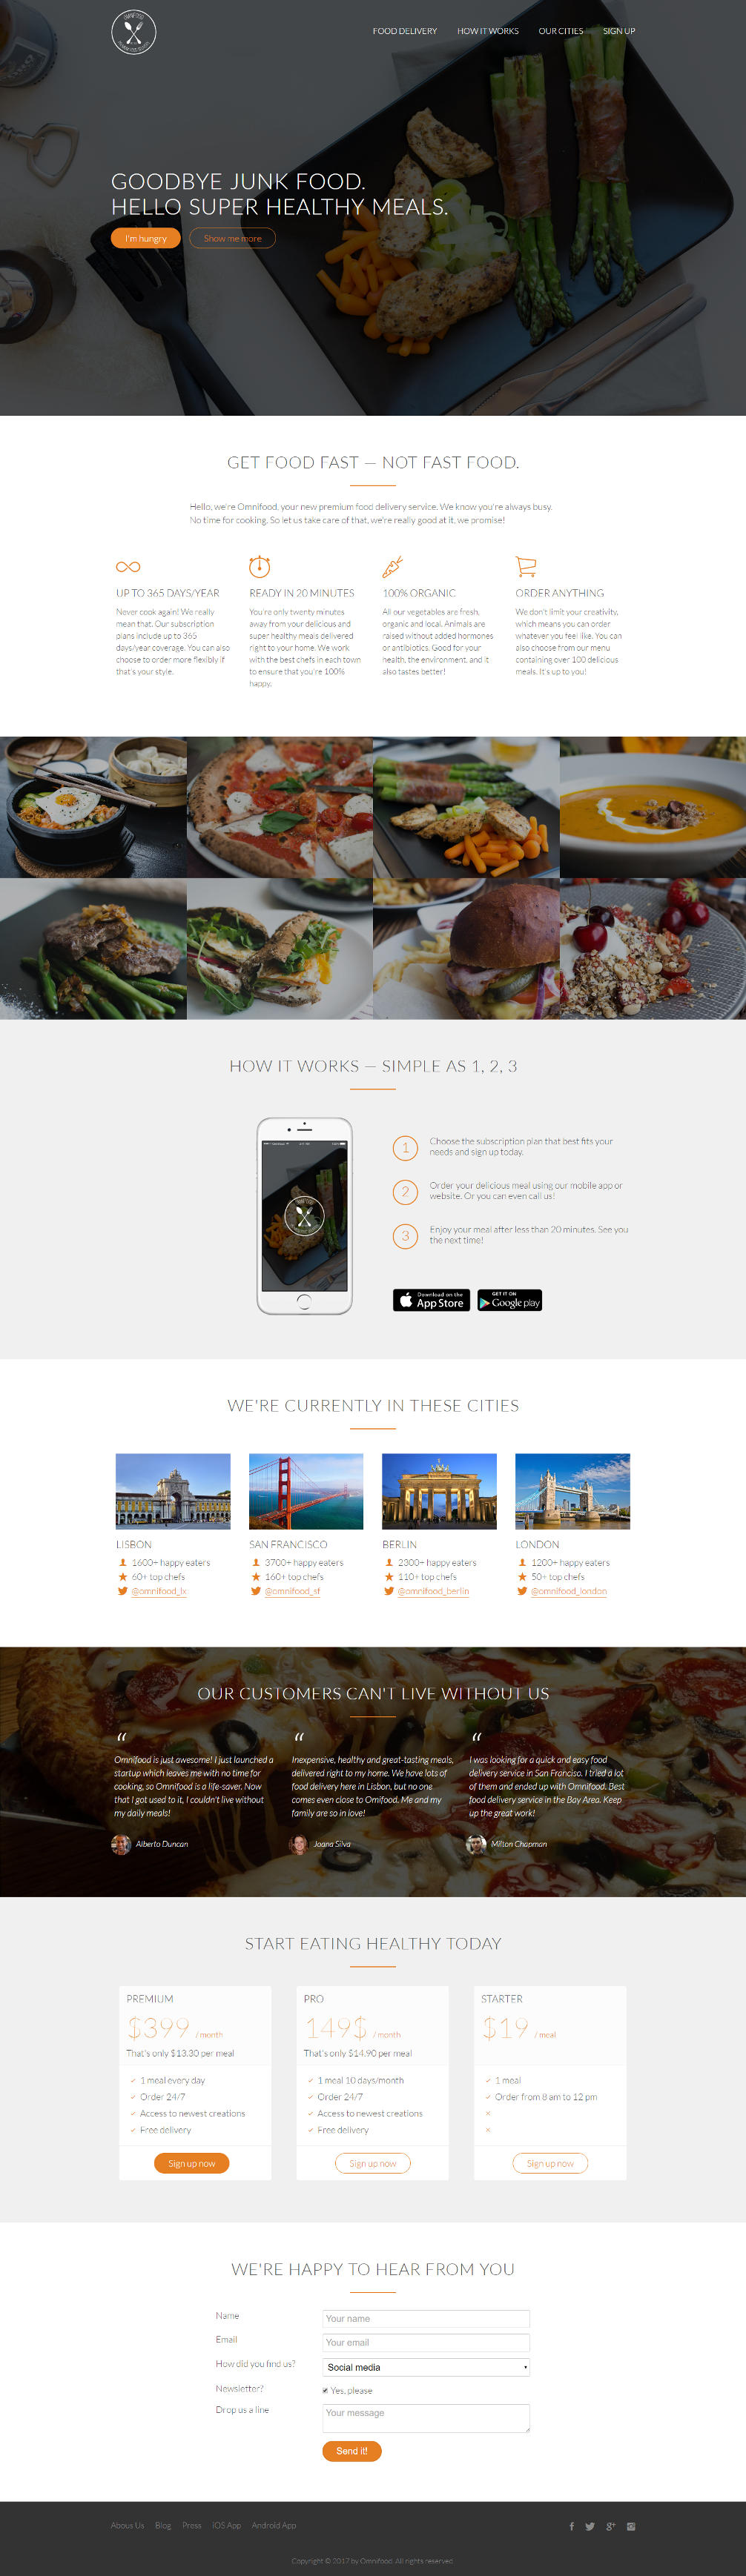 OMNIFOOD
FOOD DELIVERY
HOW IT WORKS
OUR CITIES
SIGN UP
GOODBYE JUNK FOOD.
HELLO SUPER HEALTHY MEALS.
I'm hungry
Show me more
GET FOOD FAST — NOT FAST FOOD.
Hello, we're Omnifood, your new premium food delivery service. We know you're always busy.
No time for cooking. So let us take care of that, we're really good at it, we promise!
UP TO 365 DAYS/YEAR
Never cook again! We really
mean that. Our subscription
plans include up to 365
days/year coverage. You can also
choose to order more flexibly if
that's your style.
READY IN 20 MINUTES
You're only twenty minutes
away from your delicious and
super healthy meals delivered
right to your home. We work
with the best chefs in each town
to ensure that you're 100%
happy.
100% ORGANIC
All our vegetables are fresh,
organic and local. Animals are
raised without added hormones
or antibiotics. Good for your
health, the environment, and it
also tastes better!
ORDER ANYTHING
We don't limit your creativity,
which means you can order
whatever you feel like. You can
also choose from our menu
containing over 100 delicious
meals. It's up to you!
HOW IT WORKS — SIMPLE AS 1, 2, 3
1
Choose the subscription plan that best fits your
needs and sign up today.
2
Order your delicious meal using our mobile app or
website. Or you can even call us!
3
Enjoy your meal after less than 20 minutes. See you
the next time!
Download on the
App Store
GET IT ON
Google play
WE'RE CURRENTLY IN THESE CITIES
LISBON
1600+ happy eaters
60+ top chefs
@omnifood_lx
SAN FRANCISCO
3700+ happy eaters
160+ top chefs
@omnifood_sf
BERLIN
2300+ happy eaters
110+ top chefs
@omnifood_berlin
LONDON
1200+ happy eaters
50+ top chefs
@omnifood_london
OUR CUSTOMERS CAN'T LIVE WITHOUT US
“
Omnifood is just awesome! I just launched a
startup which leaves me with no time for
cooking, so Omnifood is a life-saver. Now
that I got used to it, I couldn't live without
my daily meals!
Alberto Duncan
“
Inexpensive, healthy and great-tasting meals,
delivered right to my home. We have lots of
food delivery here in Lisbon, but no one
comes even close to Omifood. Me and my
family are so in love!
Joana Silva
“
I was looking for a quick and easy food
delivery service in San Franciso. I tried a lot
of them and ended up with Omnifood. Best
food delivery service in the Bay Area. Keep
up the great work!
Milton Chapman
START EATING HEALTHY TODAY
PREMIUM
$399 / month
That's only $13.30 per meal
1 meal every day
Order 24/7
Access to newest creations
Free delivery
Sign up now
PRO
149$ / month
That's only $14.90 per meal
1 meal 10 days/month
Order 24/7
Access to newest creations
Free delivery
Sign up now
STARTER
$19 / meal
1 meal
Order from 8 am to 12 pm
Sign up now
WE'RE HAPPY TO HEAR FROM YOU
Name
Your name
Email
Your email
How did you find us?
Social media
Newsletter?
Yes, please
Drop us a line
Your message
Send it!
Abous Us
Blog
Press
IOS App
Android App
Copyright © 2017 by Omnifood. All rights reserved